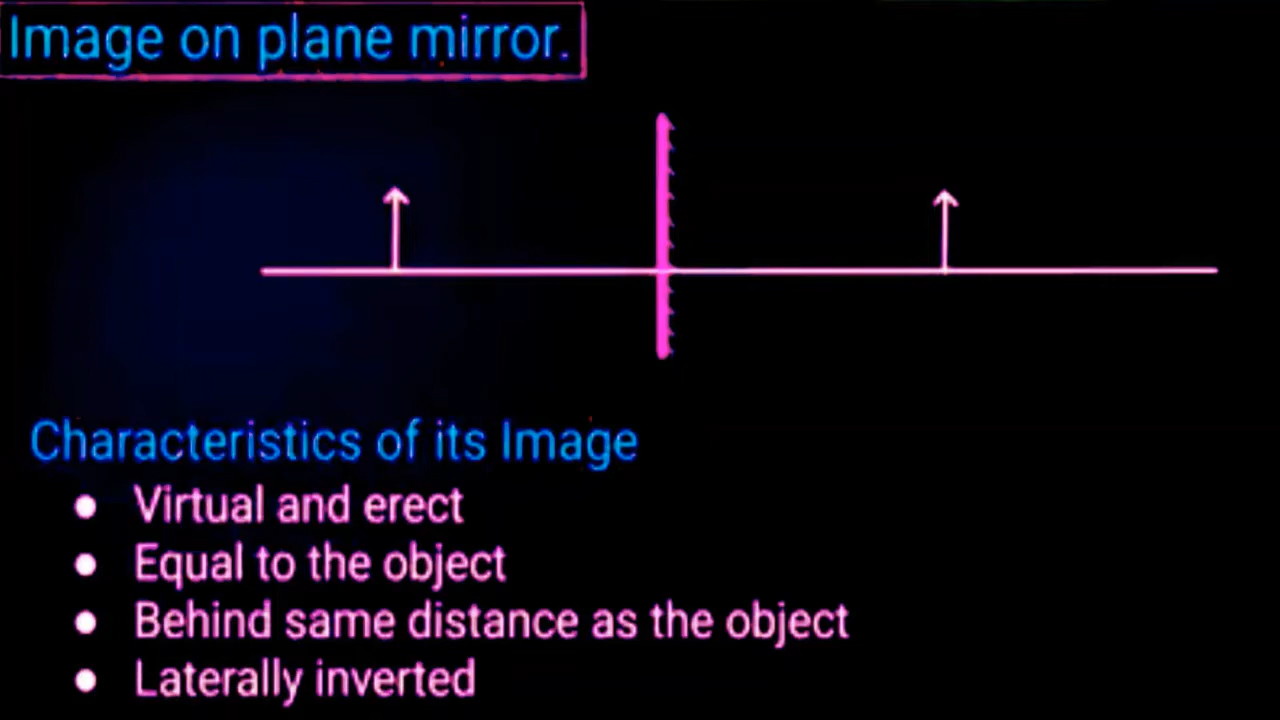 Image on plane mirror.
Characteristics of its Image
● Virtual and erect
● Equal to the object
● Behind same distance as the object
● Laterally inverted